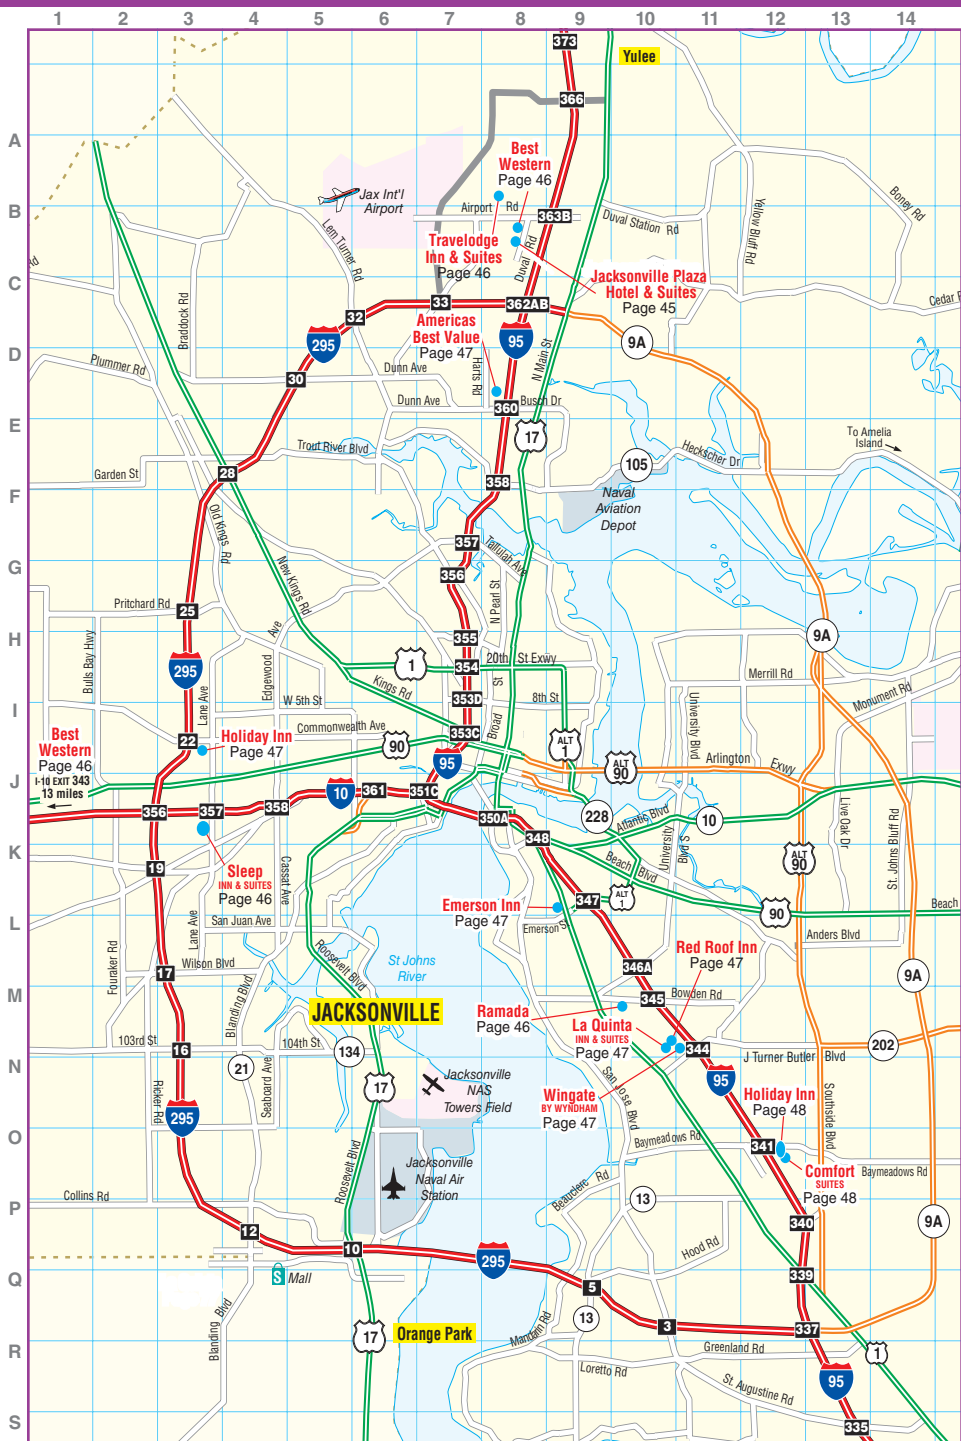 1 2 3 4 5 6 7 8 9 10 11 12 13 14
373
Yulee
366
A
Best
Western
Page 46
Jax Int'l
Airport
B
Airport Rd
363B
Duval Station Rd
Yellow Bluff Rd
Boney Rd
Lem Turner Rd
Travelodge
Inn & Suites
Page 46
Duval Rd
Rd
C
Jacksonville Plaza
Hotel & Suites
Page 45
Cedar
33
362AB
32
Braddock Rd
Americas
Best Value
Page 47
295
95
N Main St
9A
D
Plummer Rd
Dunn Ave
Harts Rd
30
Dunn Ave
360
Busch Dr
E
17
To Amelia
Island
Trout River Blvd
Heckscher Dr
105
Garden St
28
F
358
Naval
Aviation
Depot
Old Kings Rd
357
Tallulah Ave
G
New Kings Rd
356
N Pearl St
Pritchard Rd
25
H
Bulls Bay Hwy
Ave
Edgewood
355
9A
295
1
354
20th St Exwy
Merrill Rd
Kings Rd
Lane Ave
W 5th St
353D
St
8th St
University Blvd
Monument Rd
I
Broad
22
Holiday Inn
Page 47
Commonwealth Ave
90
353C
ALT
1
Best
Western
Page 46
I-10 EXIT 343
13 miles
95
ALT
90
Arlington Exwy
J
10
361
351C
356
357
358
350A
228
Atlantic Blvd
10
Live Oak Dr
St. Johns Bluff Rd
348
University
Blvd S
ALT
90
K
19
Sleep
INN & SUITES
Page 46
Cassat Ave
Beach Blvd
ALT
1
347
Emerson Inn
Page 47
90
Beach
L
Lane Ave
San Juan Ave
Emerson St
Anders Blvd
Fouraker Rd
Roosevelt Blvd
St Johns
River
Red Roof Inn
Page 47
17
Wilson Blvd
346A
9A
M
Blanding Blvd
JACKSONVILLE
Ramada
Page 46
345
Bowden Rd
La Quinta
INN & SUITES
Page 47
103rd St
16
104th St
134
344
J Turner Butler Blvd
202
N
21
Seaboard Ave
17
Jacksonville
NAS
Towers Field
San Jose Blvd
95
Wingate
BY WYNDHAM
Page 47
Holiday Inn
Page 48
Southside Blvd
Ricker Rd
295
O
Baymeadows Rd
341
Roosevelt Blvd
Jacksonville
Naval Air
Station
Comfort
SUITES
Page 48
Baymeadows Rd
Beauclerc Rd
Collins Rd
13
P
12
340
9A
10
Hood Rd
295
Q
S
Mall
339
5
13
3
337
Blanding Blvd
17
Orange Park
Mandarin Rd
Greenland Rd
1
R
Loretto Rd
95
St. Augustine Rd
S
335